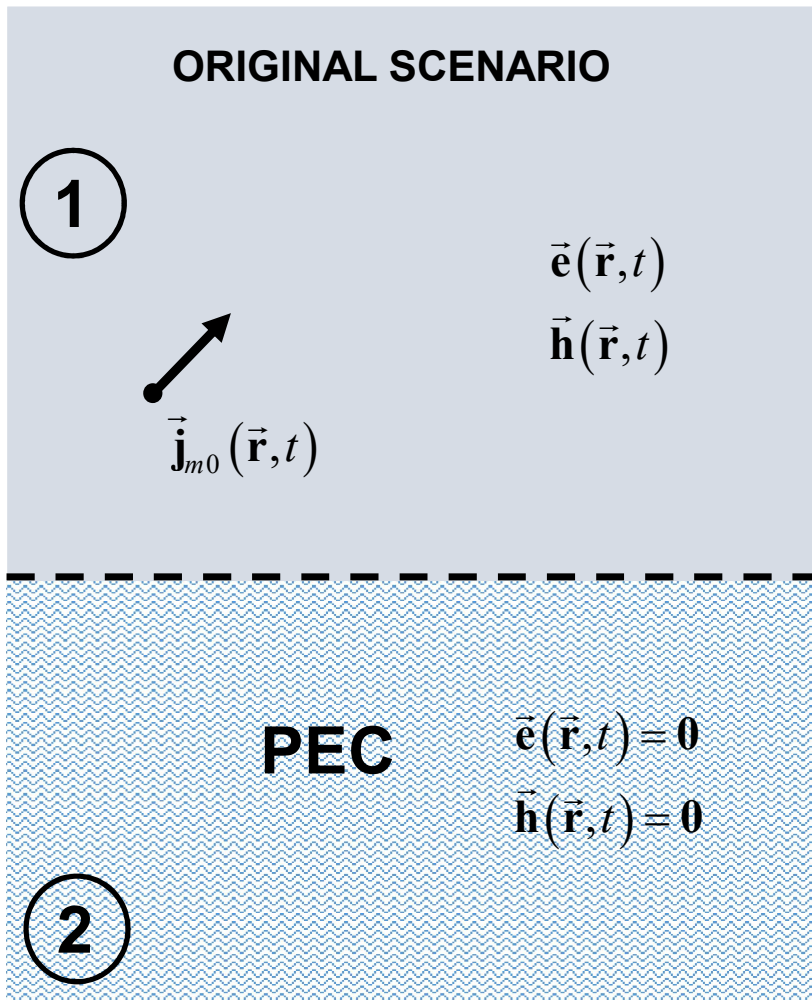 ORIGINAL SCENARIO
1
e⃗(r⃗,t)
h⃗(r⃗,t)
j⃗ₘ₀(r⃗,t)
PEC
e⃗(r⃗,t)=0
h⃗(r⃗,t)=0
2